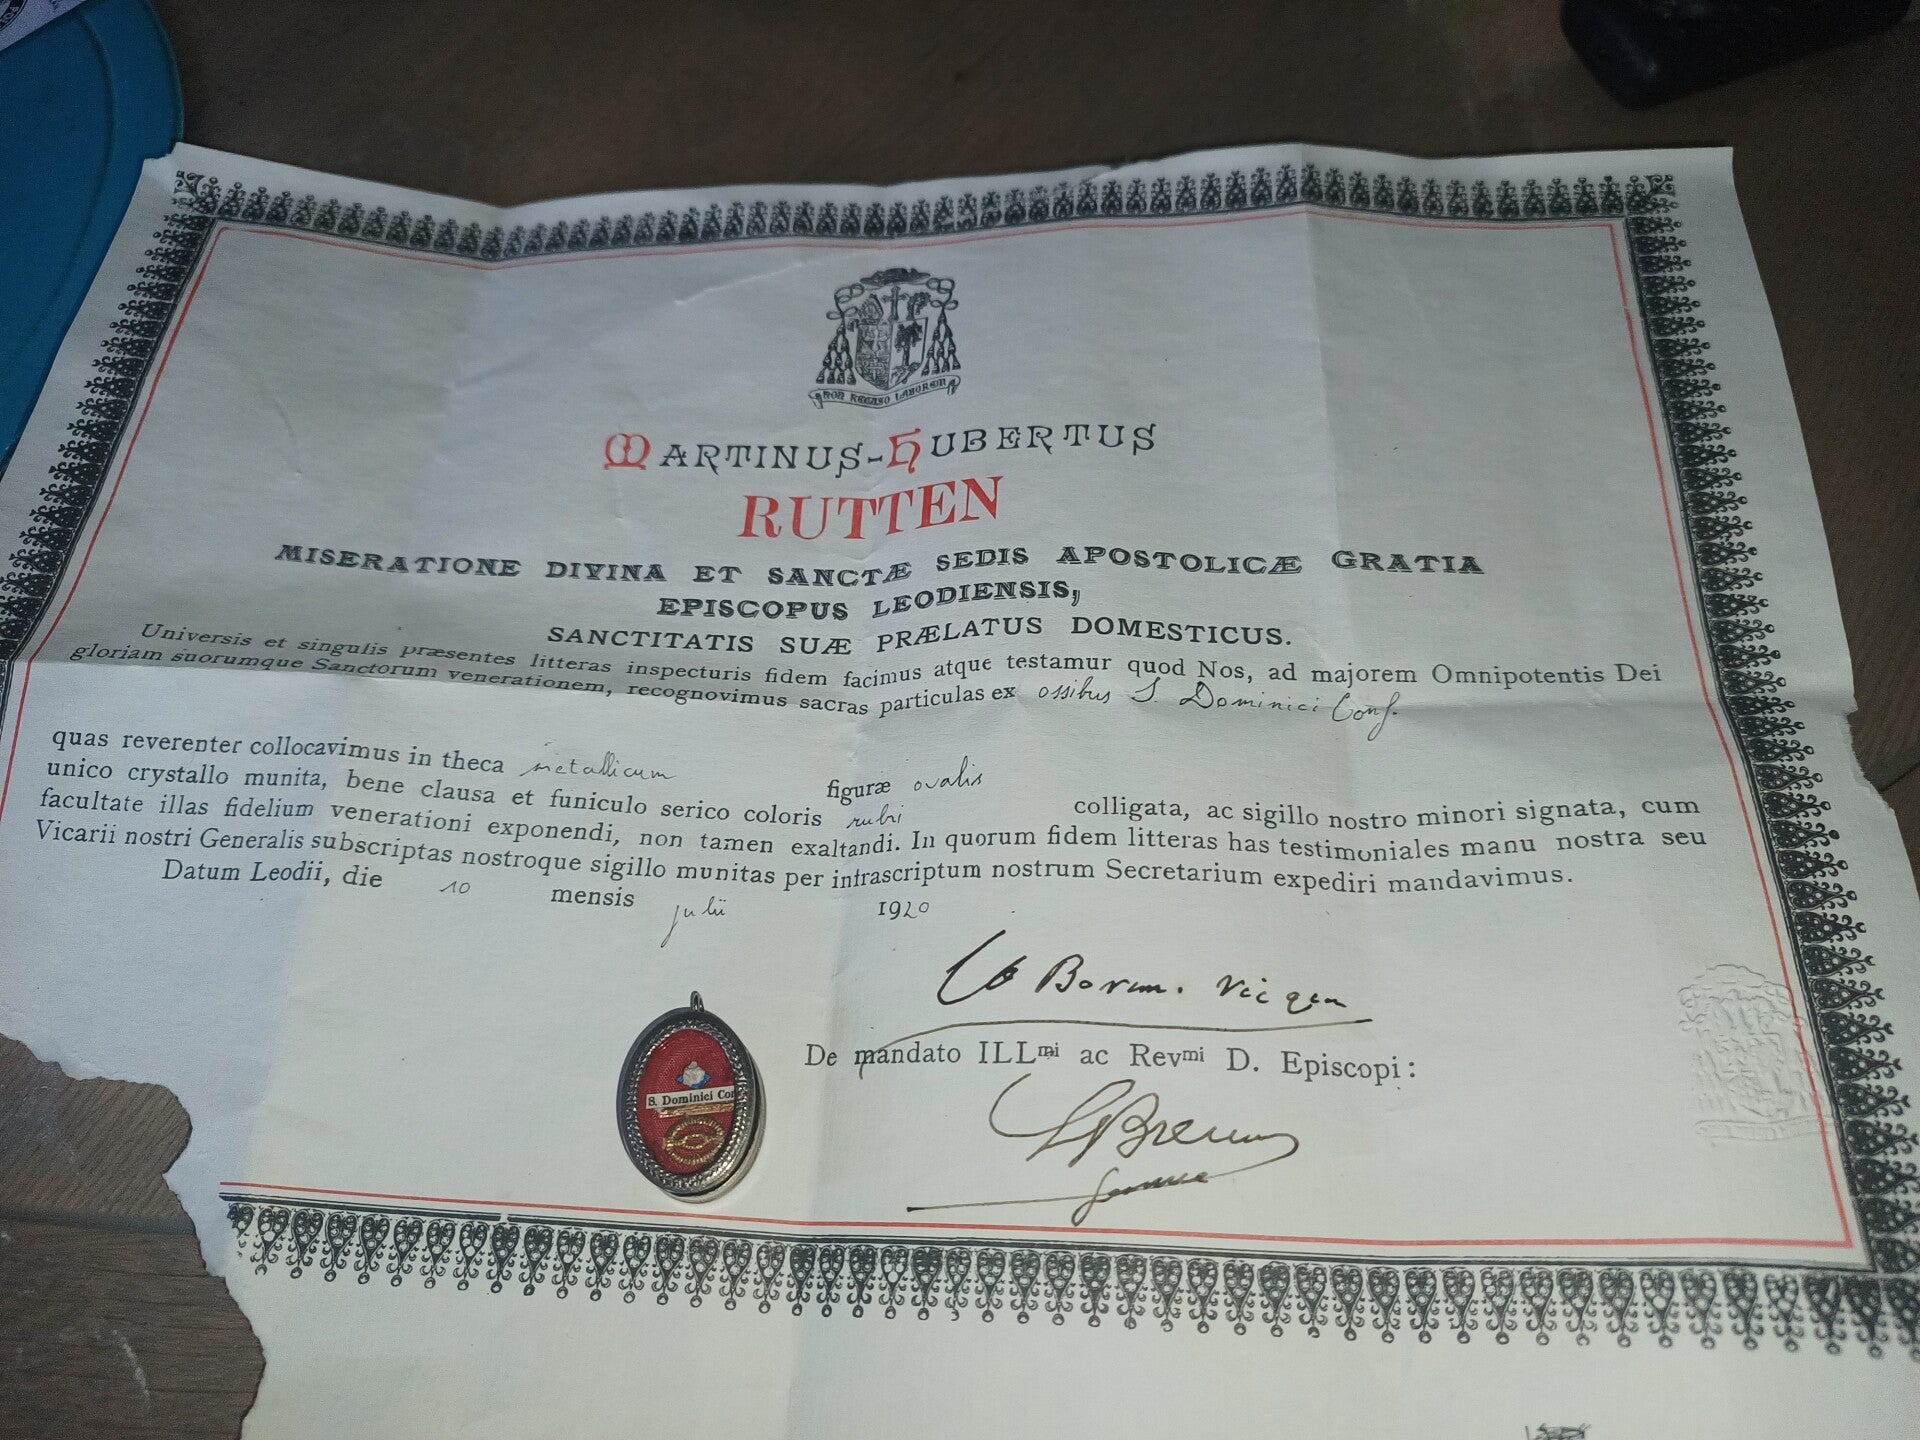 NON RECUSO LABOREM
MARTINUS-HUBERTUS
RUTTEN
MISERATIONE DIVINA ET SANCTÆ SEDIS APOSTOLICÆ GRATIA
EPISCOPUS LEODIENSIS,
SANCTITATIS SUÆ PRÆLATUS DOMESTICUS.
Universis et singulis præsentes litteras inspecturis fidem facimus atque testamur quod Nos, ad majorem Omnipotentis Dei
gloriam suorumque Sanctorum venerationem, recognovimus sacras particulas ex ossibus S. Dominici Conf.
quas reverenter collocavimus in theca metallicum figuræ ovalis
unico crystallo munita, bene clausa et funiculo serico coloris rubri colligata, ac sigillo nostro minori signata, cum
facultate illas fidelium venerationi exponendi, non tamen exaltandi. In quorum fidem litteras has testimoniales manu nostra seu
Vicarii nostri Generalis subscriptas nostroque sigillo munitas per infrascriptum nostrum Secretarium expediri mandavimus.
Datum Leodii, die 10 mensis julii 1920
Vic gen
De mandato ILLmi ac Revmi D. Episcopi:
S. Dominici Con